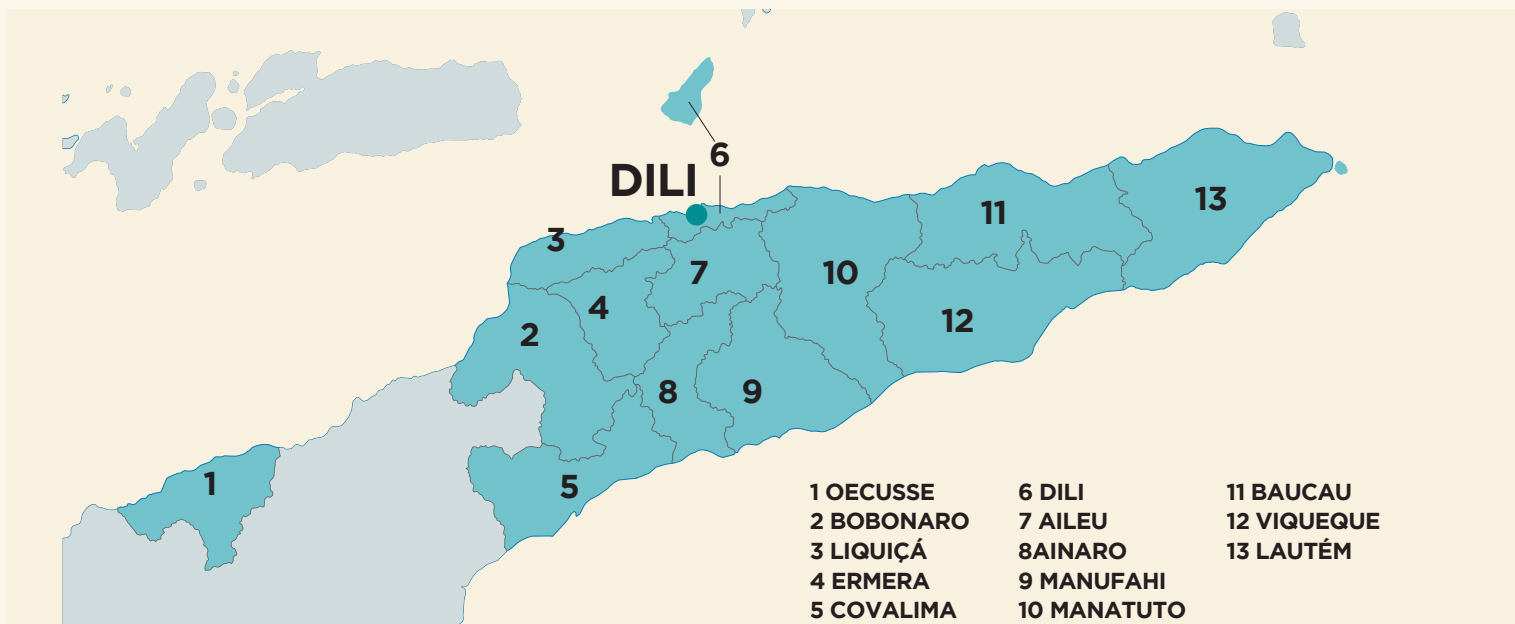 6
DILI
13
11
3
7
10
4
12
2
8
9
1
5
1 OECUSSE
2 BOBONARO
3 LIQUIÇÁ
4 ERMERA
5 COVALIMA
6 DILI
7 AILEU
8AINARO
9 MANUFAHI
10 MANATUTO
11 BAUCAU
12 VIQUEQUE
13 LAUTÉM